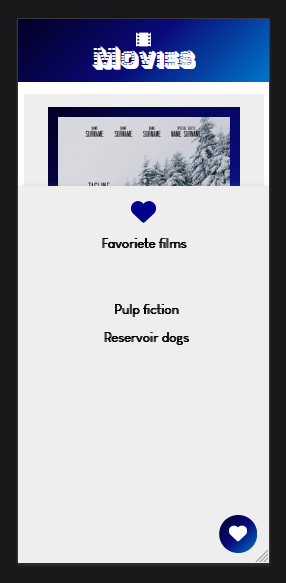 Movies
NAME NAME NAME SPECIAL GUEST
SURNAME SURNAME SURNAME NAME SURNAME
TAGLINE
Favoriete films
Pulp fiction
Reservoir dogs